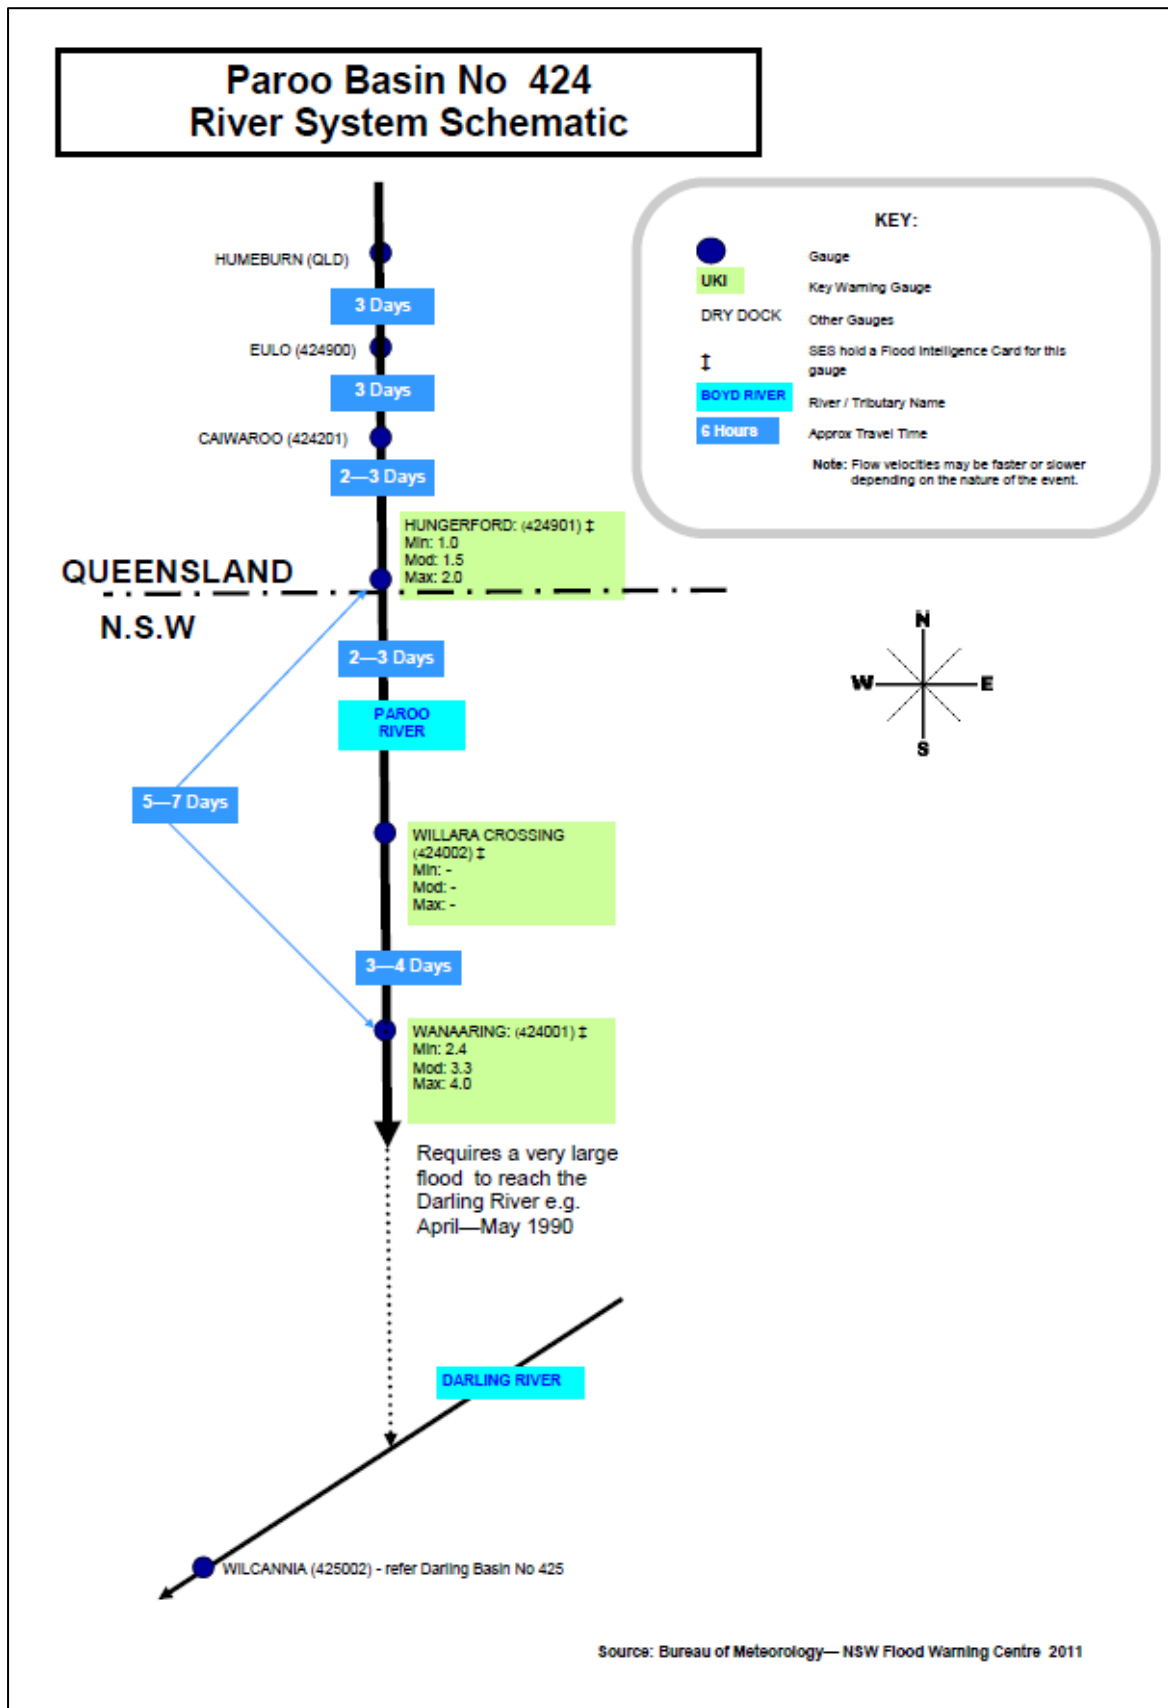 Paroo Basin No 424
River System Schematic
KEY:
Gauge
UKI
Key Warning Gauge
DRY DOCK
Other Gauges
‡
SES hold a Flood Intelligence Card for this
gauge
BOYD RIVER
River / Tributary Name
6 Hours
Approx Travel Time
Note: Flow velocities may be faster or slower
depending on the nature of the event.
HUMEBURN (QLD)
3 Days
EULO (424900)
3 Days
CAIWAROO (424201)
2—3 Days
HUNGERFORD: (424901) ‡
Min: 1.0
Mod: 1.5
Max: 2.0
QUEENSLAND
N.S.W
2—3 Days
PAROO
RIVER
N
W
E
S
5—7 Days
WILLARA CROSSING
(424002) ‡
Min: -
Mod: -
Max: -
3—4 Days
WANAARING: (424001) ‡
Min: 2.4
Mod: 3.3
Max: 4.0
Requires a very large
flood to reach the
Darling River e.g.
April—May 1990
DARLING RIVER
WILCANNIA (425002) - refer Darling Basin No 425
Source: Bureau of Meteorology— NSW Flood Warning Centre 2011